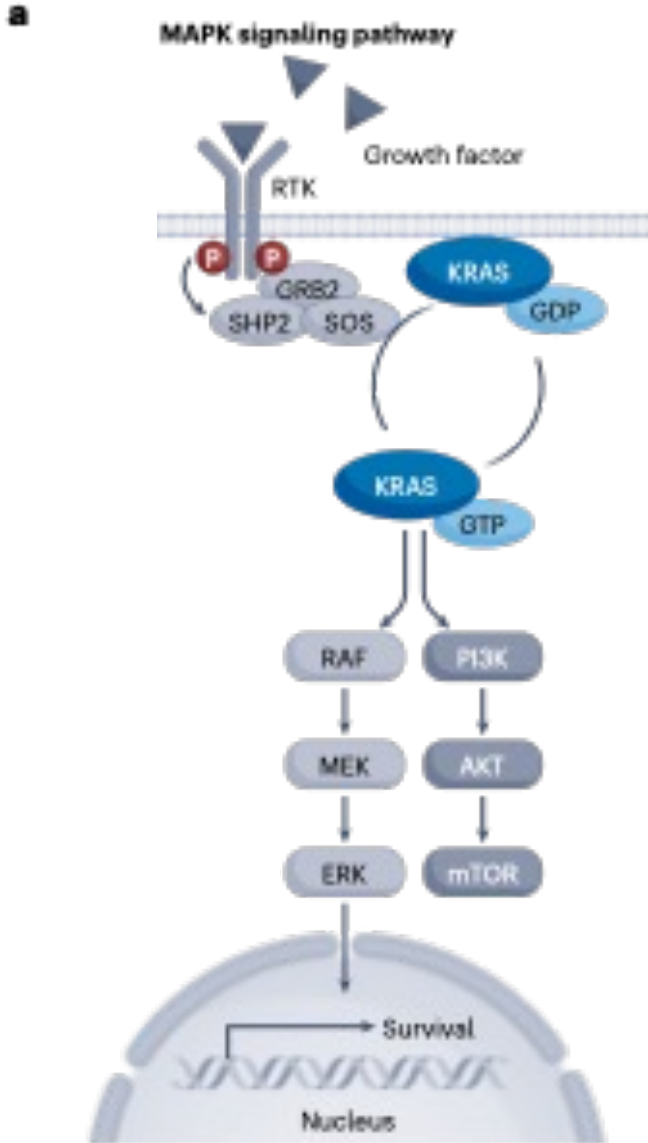 a
MAPK signaling pathway
Growth factor
RTK
P
P
GRB2
SHP2
SOS
KRAS
GDP
KRAS
GTP
RAF
PI3K
MEK
AKT
ERK
mTOR
Survival
Nucleus